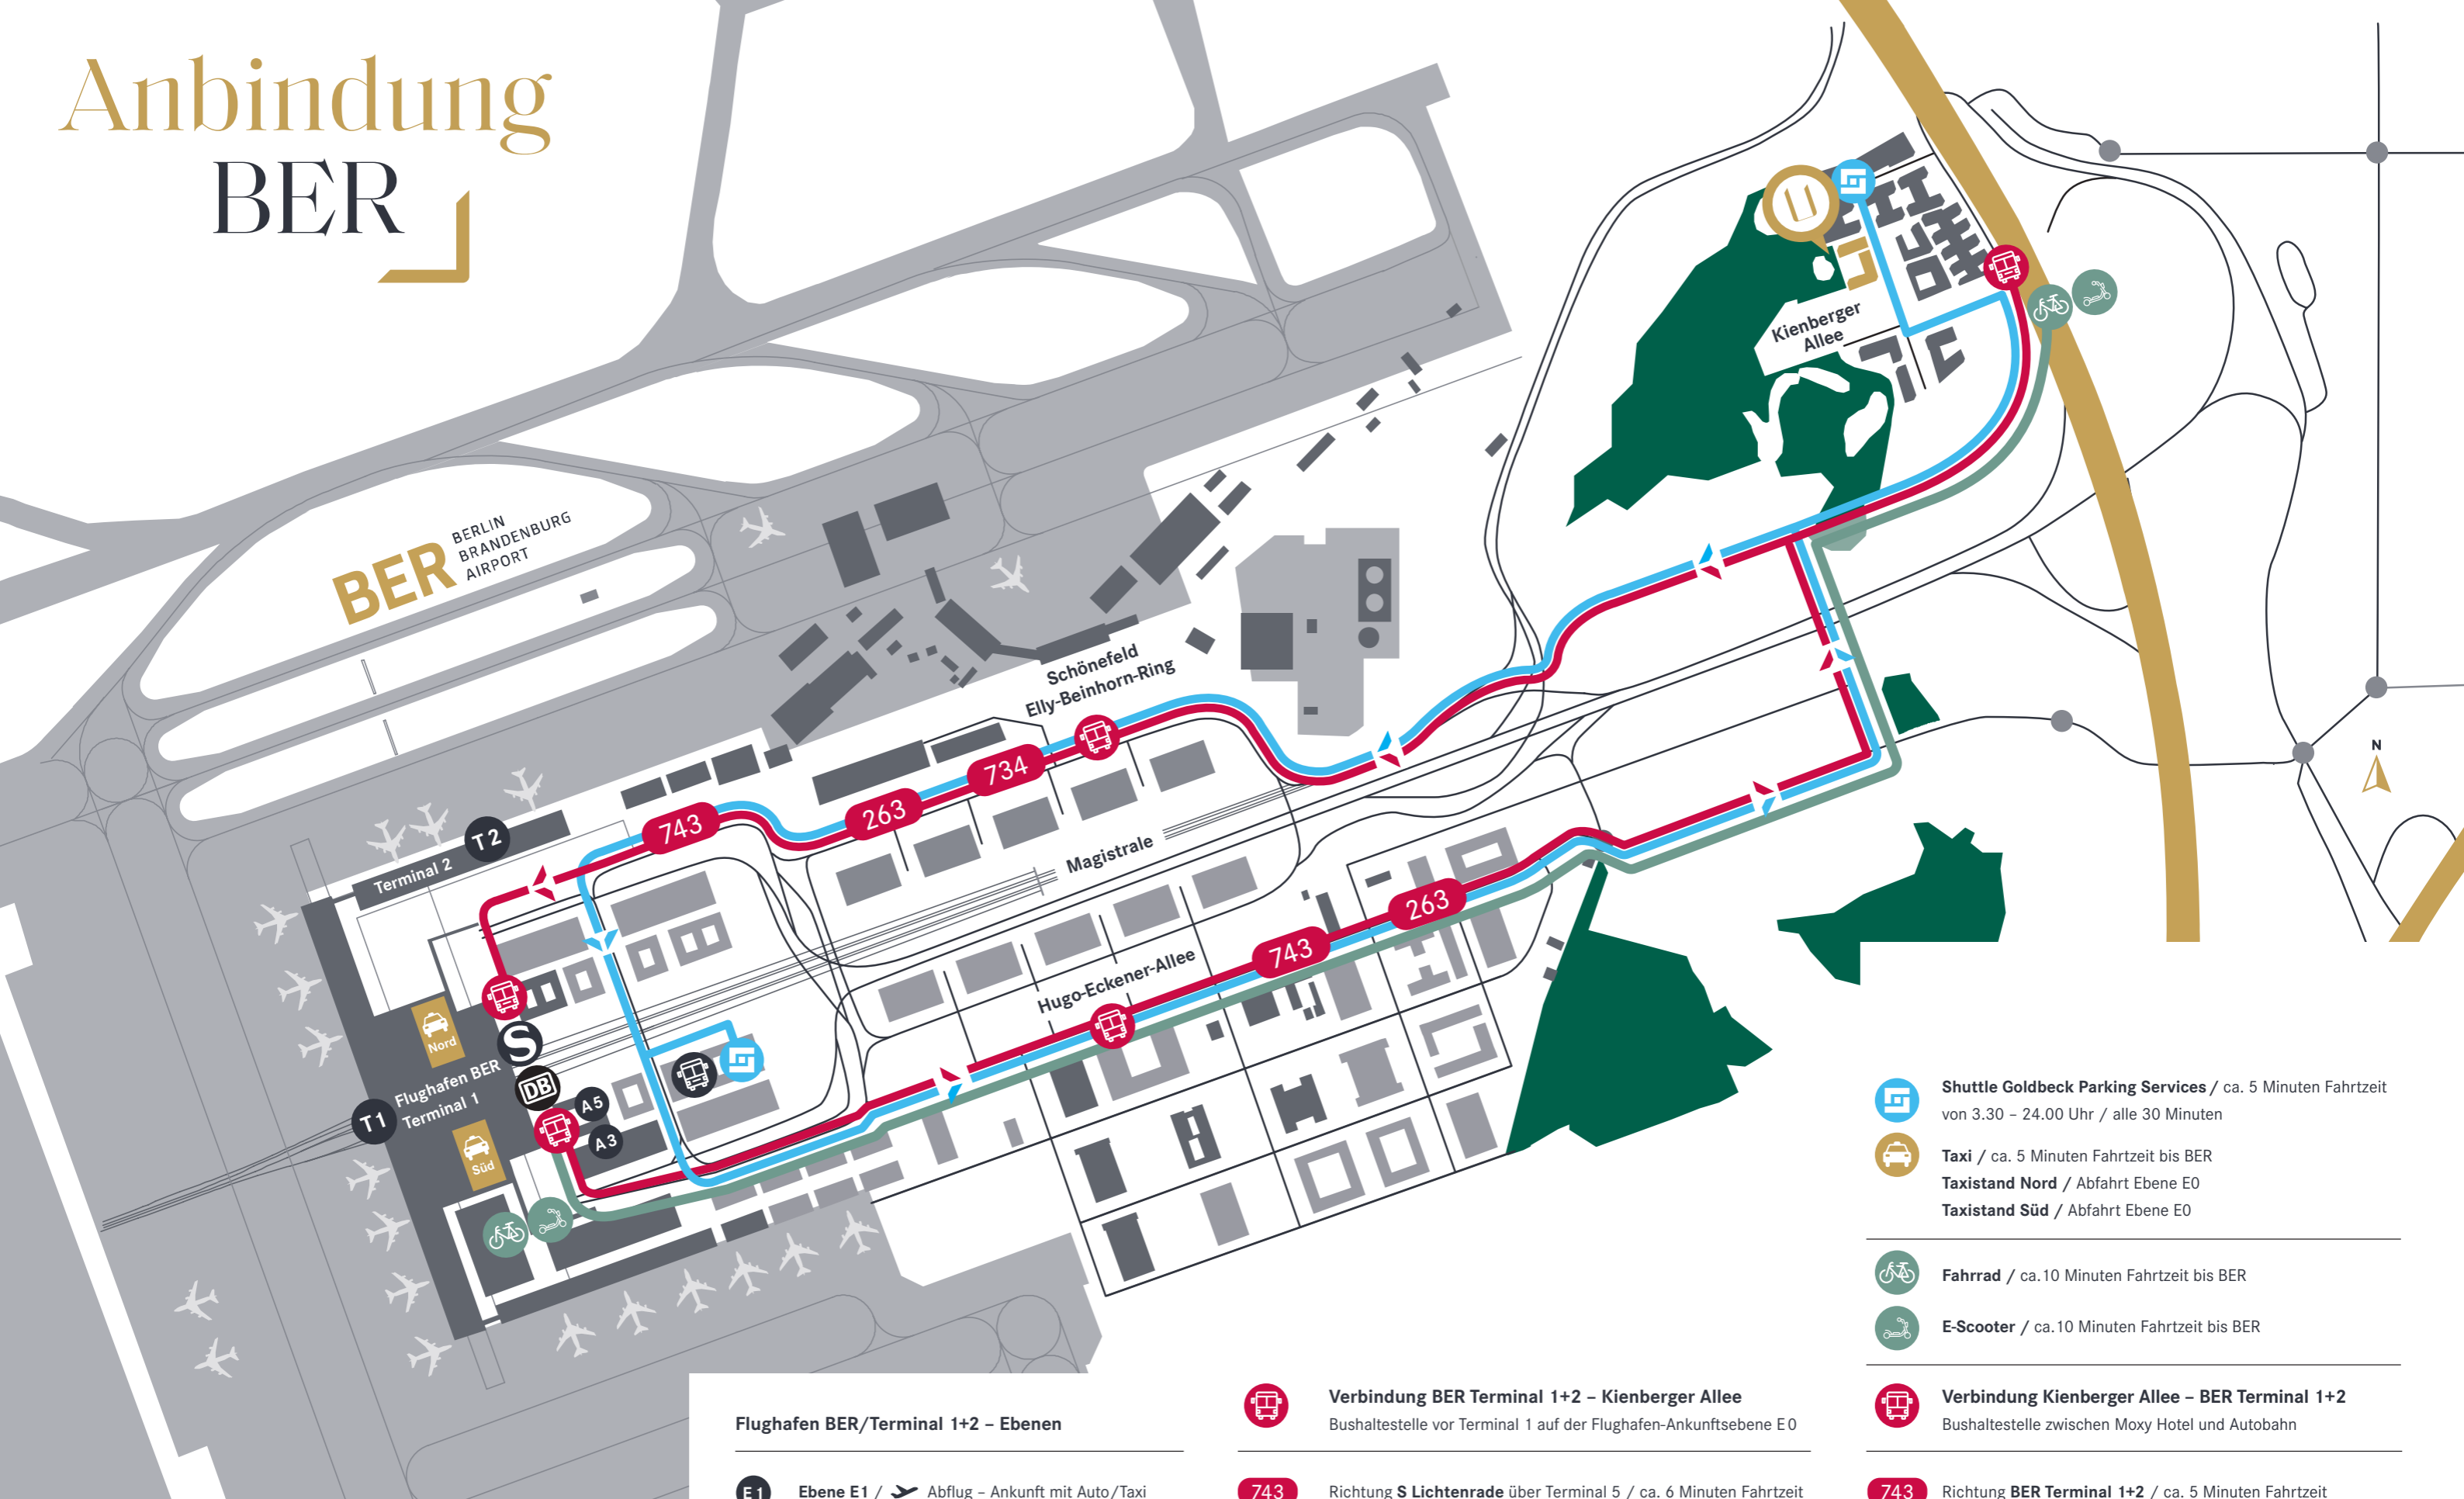 Anbindung
BER
BER
BERLIN
BRANDENBURG
AIRPORT
Kienberger
Allee
Schönefeld
Elly-Beinhorn-Ring
734
263
743
T 2
Terminal 2
Magistrale
263
743
Hugo-Eckener-Allee
Nord
S
DB
Flughafen BER
Terminal 1
T 1
A 5
A 3
Süd
N
Shuttle Goldbeck Parking Services / ca. 5 Minuten Fahrtzeit
von 3.30 – 24.00 Uhr / alle 30 Minuten
Taxi / ca. 5 Minuten Fahrtzeit bis BER
Taxistand Nord / Abfahrt Ebene E0
Taxistand Süd / Abfahrt Ebene E0
Fahrrad / ca.10 Minuten Fahrtzeit bis BER
E-Scooter / ca.10 Minuten Fahrtzeit bis BER
Flughafen BER/Terminal 1+2 – Ebenen
E 1 Ebene E1 / Abflug – Ankunft mit Auto/Taxi
Verbindung BER Terminal 1+2 – Kienberger Allee
Bushaltestelle vor Terminal 1 auf der Flughafen-Ankunftsebene E0
743 Richtung S Lichtenrade über Terminal 5 / ca. 6 Minuten Fahrtzeit
Verbindung Kienberger Allee – BER Terminal 1+2
Bushaltestelle zwischen Moxy Hotel und Autobahn
743 Richtung BER Terminal 1+2 / ca. 5 Minuten Fahrtzeit